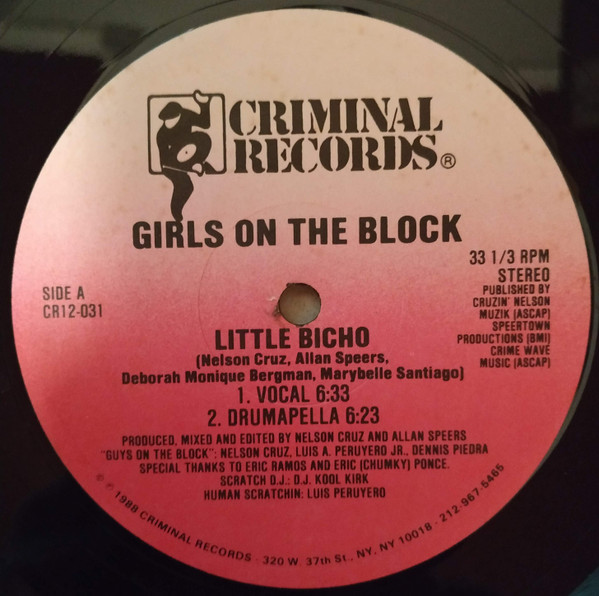 CRIMINAL
RECORDS®
GIRLS ON THE BLOCK
33 1/3 RPM
STEREO
PUBLISHED BY
CRUZIN' NELSON
MUZIK (ASCAP)
SPEERTOWN
PRODUCTIONS (BMI)
CRIME WAVE
MUSIC (ASCAP)
SIDE A
CR12-031
LITTLE BICHO
(Nelson Cruz, Allan Speers,
Deborah Monique Bergman, Marybelle Santiago)
1. VOCAL 6:33
2. DRUMAPELLA 6:23
PRODUCED, MIXED AND EDITED BY NELSON CRUZ AND ALLAN SPEERS
"GUYS ON THE BLOCK"; NELSON CRUZ, LUIS A. PERUYERO JR., DENNIS PIEDRA
SPECIAL THANKS TO ERIC RAMOS AND ERIC (CHUMKY) PONCE.
SCRATCH D.J.: D.J. KOOL KIRK
HUMAN SCRATCHIN: LUIS PERUYERO
℗ © 1988 CRIMINAL RECORDS · 320 W. 37th St., NY, NY 10018 · 212-967-5465